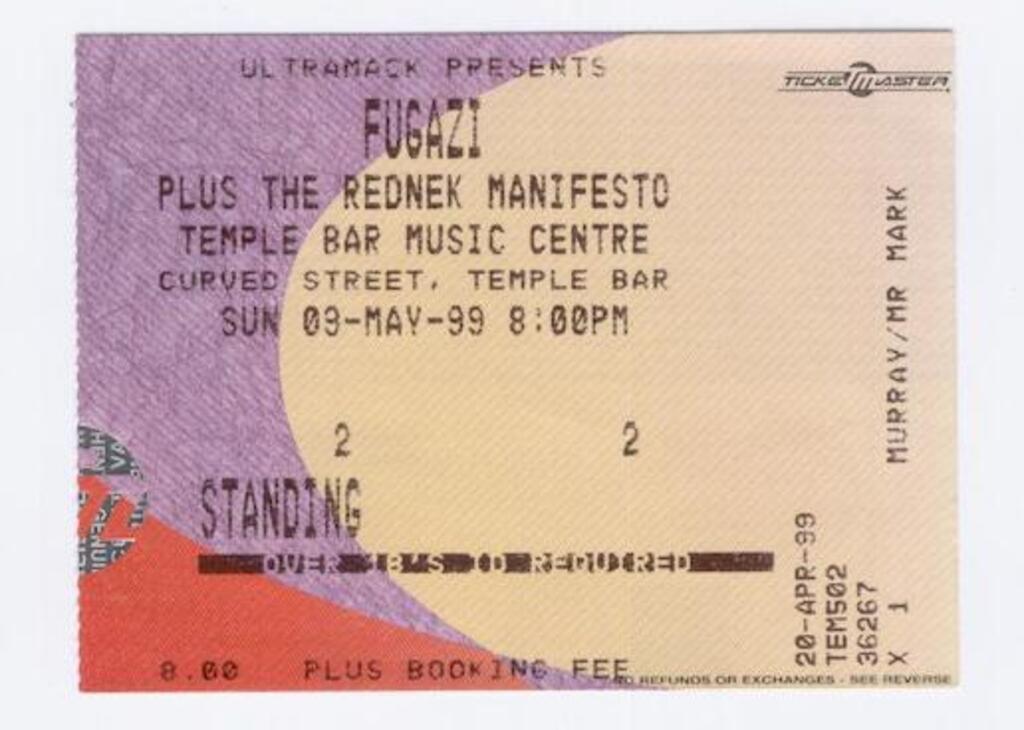 ULTRAMACK PRESENTS
TICKETMASTER
FUGAZI
PLUS THE REDNEK MANIFESTO
TEMPLE BAR MUSIC CENTRE
CURVED STREET, TEMPLE BAR
SUN 09-MAY-99 8:00PM
2 2
STANDING
OVER 18'S ID REQUIRED
8.00 PLUS BOOKING FEE
NO REFUNDS OR EXCHANGES - SEE REVERSE
MURRAY/MR MARK
20-APR-99
TEM502
36267
X 1